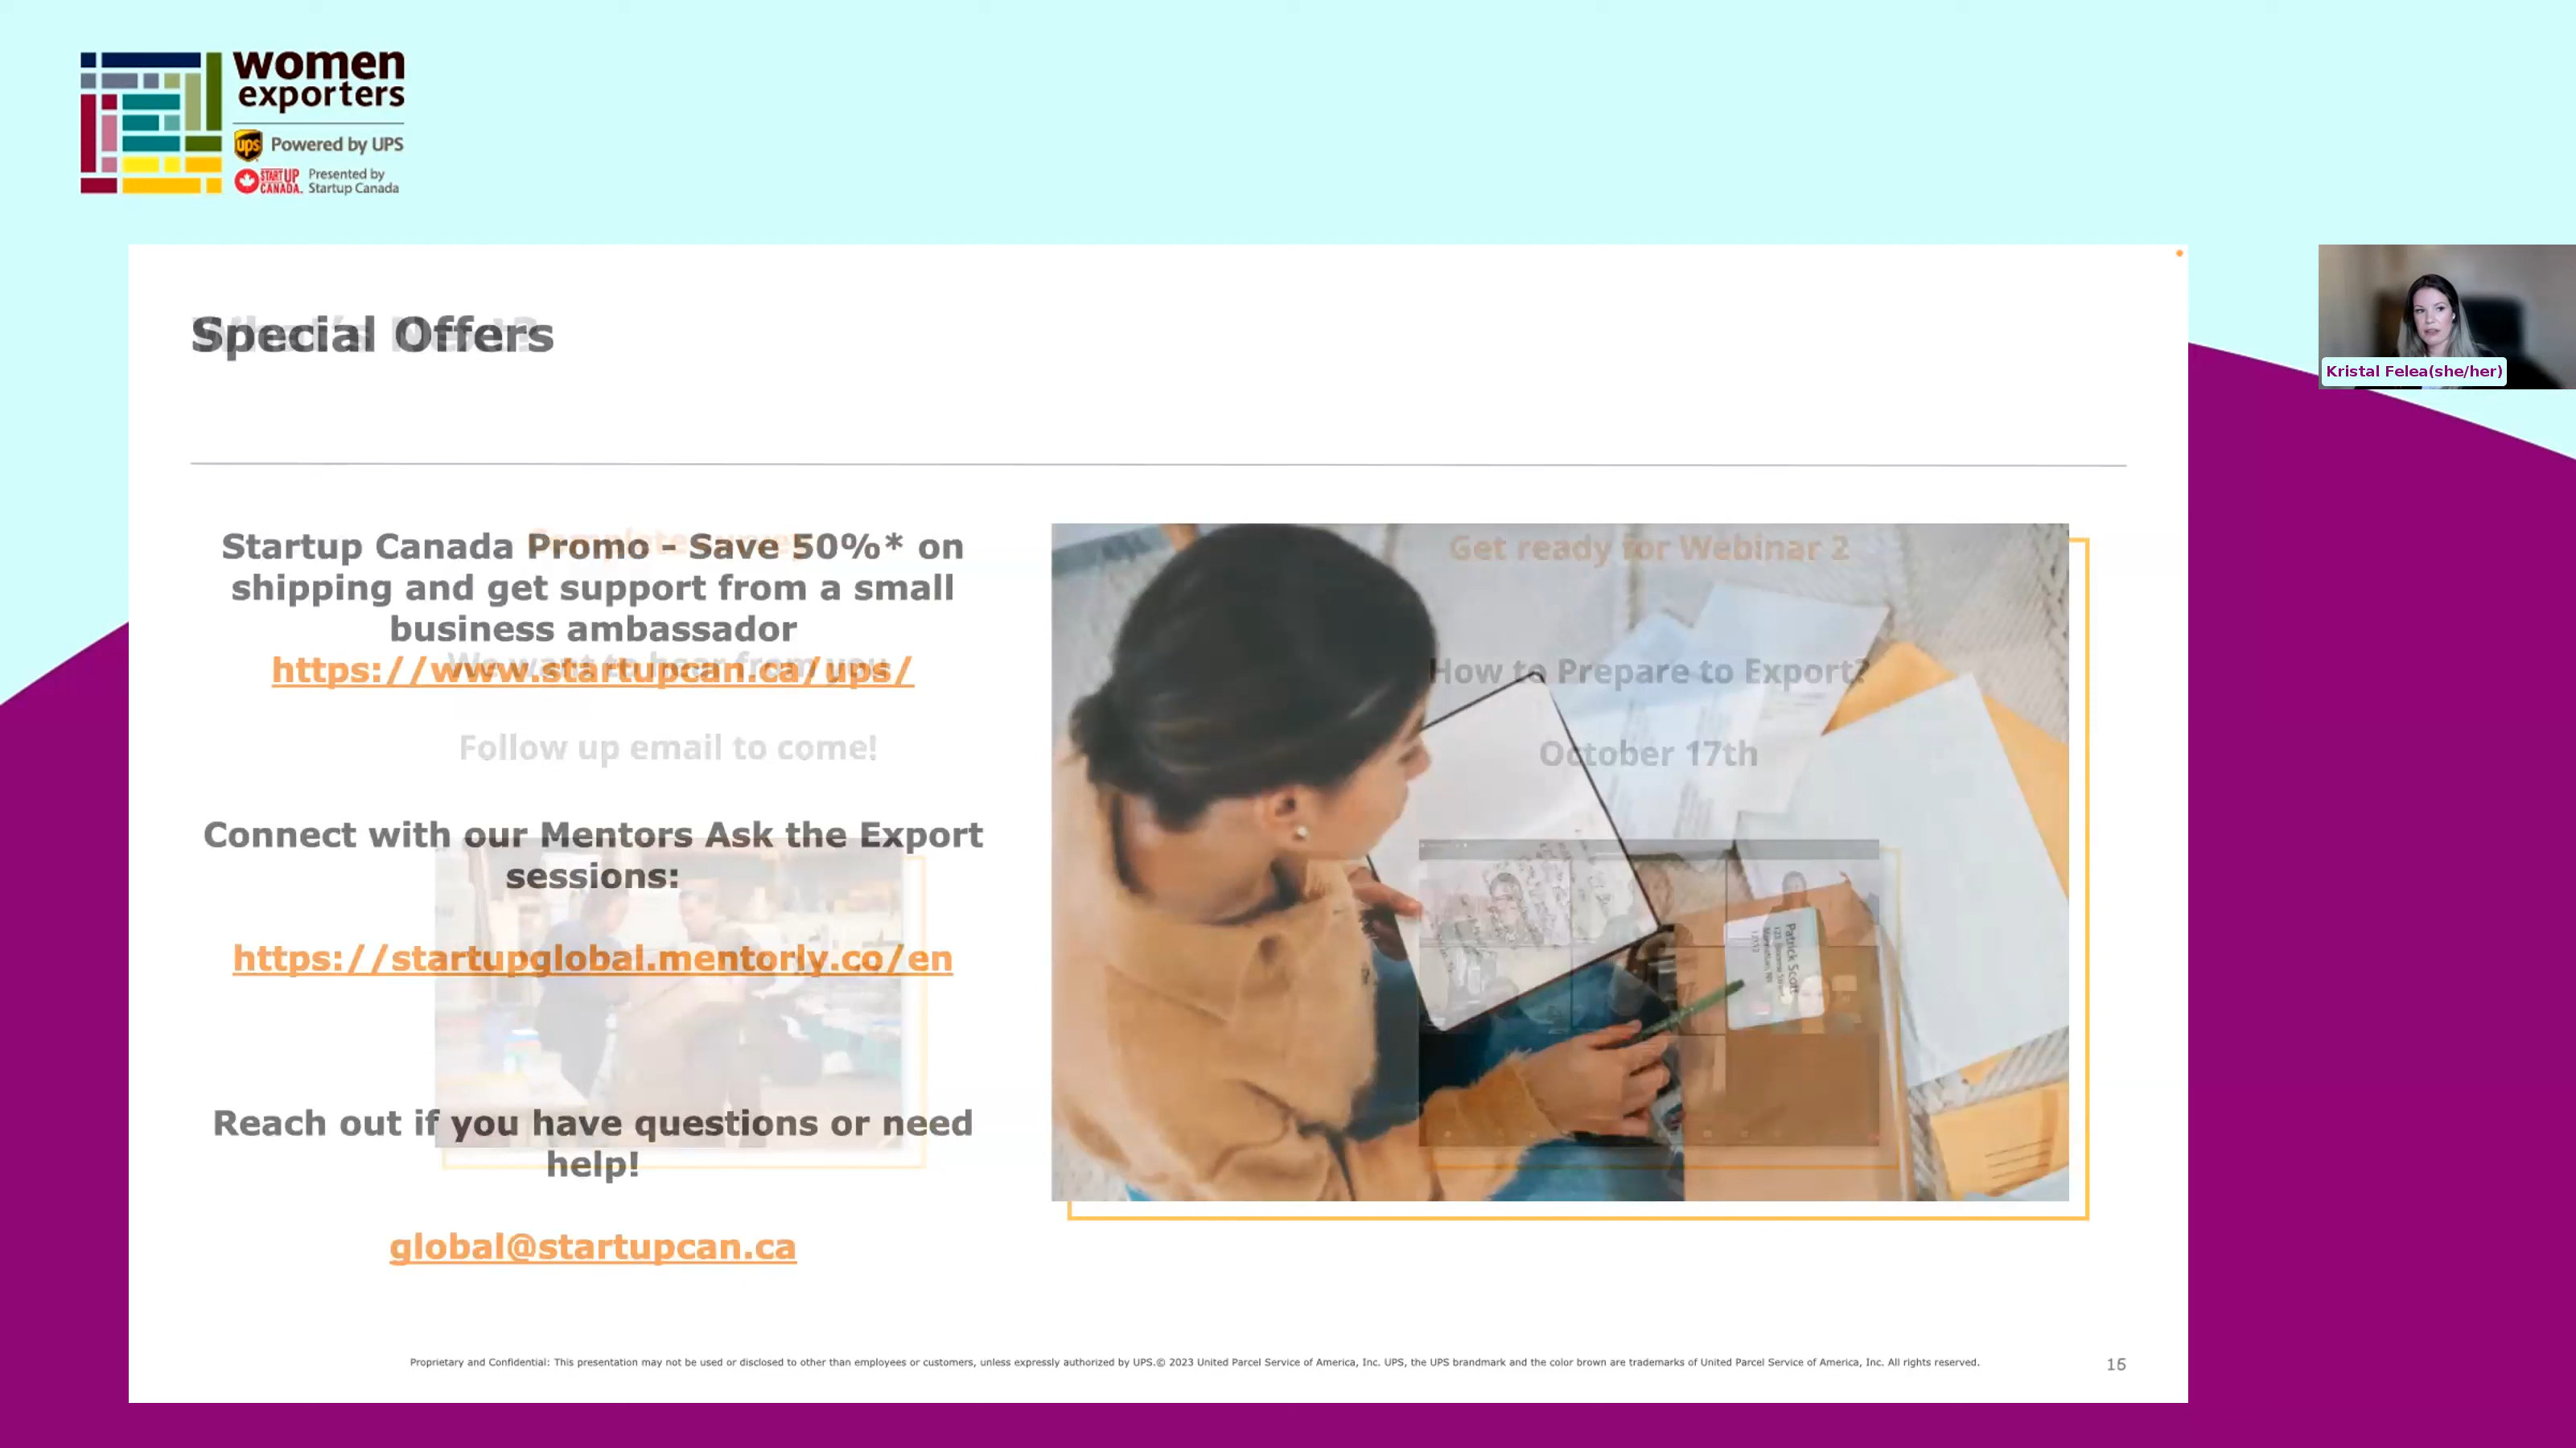 women
exporters
ups Powered by UPS
STARTUP CANADA. Presented by
Startup Canada
Special Offers
Startup Canada Promo - Save 50%* on
shipping and get support from a small
business ambassador
https://www.startupcan.ca/ups/
We want to hear from you
Follow up email to come!
Connect with our Mentors Ask the Export
sessions:
https://startupglobal.mentorly.co/en
Reach out if you have questions or need
help!
global@startupcan.ca
Get ready for Webinar 2
How to Prepare to Export?
October 17th
Patrick Scott
Kristal Felea(she/her)
Proprietary and Confidential: This presentation may not be used or disclosed to other than employees or customers, unless expressly authorized by UPS.© 2023 United Parcel Service of America, Inc. UPS, the UPS brandmark and the color brown are trademarks of United Parcel Service of America, Inc. All rights reserved.